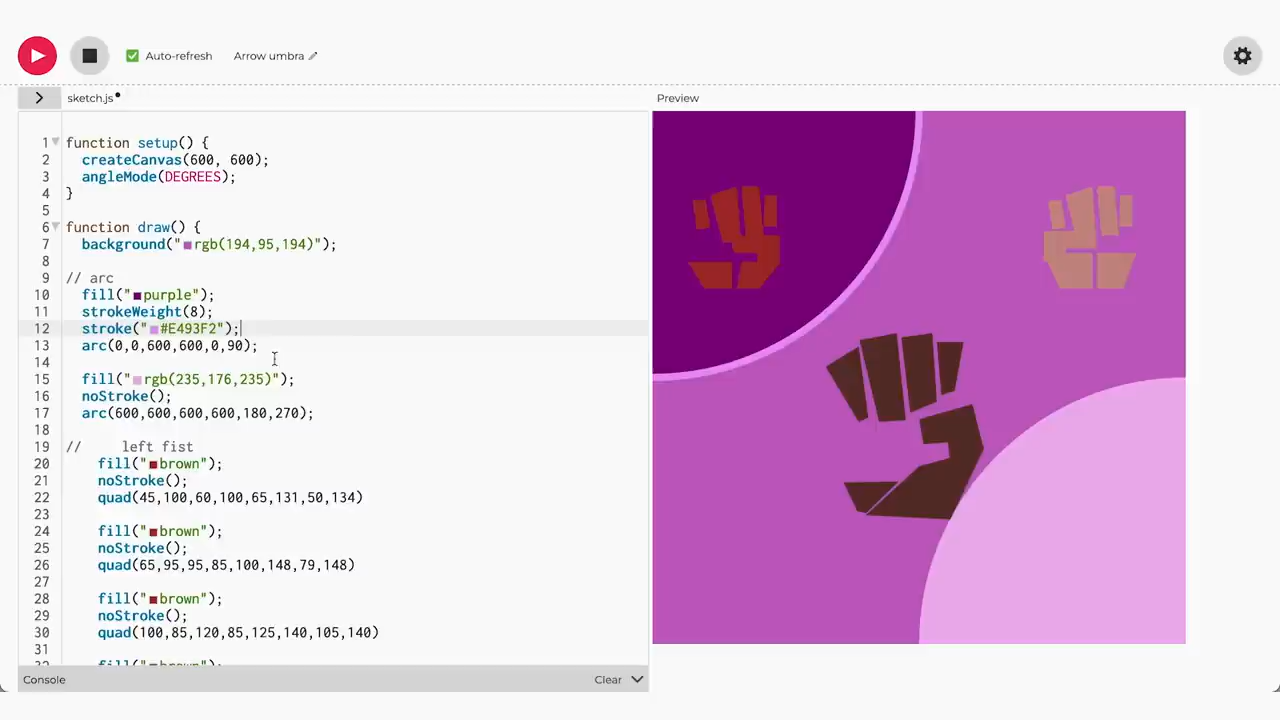 Auto-refresh
Arrow umbra
sketch.js
Preview
1 function setup() {
2 createCanvas(600, 600);
3 angleMode(DEGREES);
4 }
5
6 function draw() {
7 background("rgb(194,95,194)");
8
9 // arc
10 fill("purple");
11 strokeWeight(8);
12 stroke("#E493F2");
13 arc(0,0,600,600,0,90);
14
15 fill("rgb(235,176,235)");
16 noStroke();
17 arc(600,600,600,600,180,270);
18
19 // left fist
20 fill("brown");
21 noStroke();
22 quad(45,100,60,100,65,131,50,134)
23
24 fill("brown");
25 noStroke();
26 quad(65,95,95,85,100,148,79,148)
27
28 fill("brown");
29 noStroke();
30 quad(100,85,120,85,125,140,105,140)
31
32 fill("brown");
Console
Clear